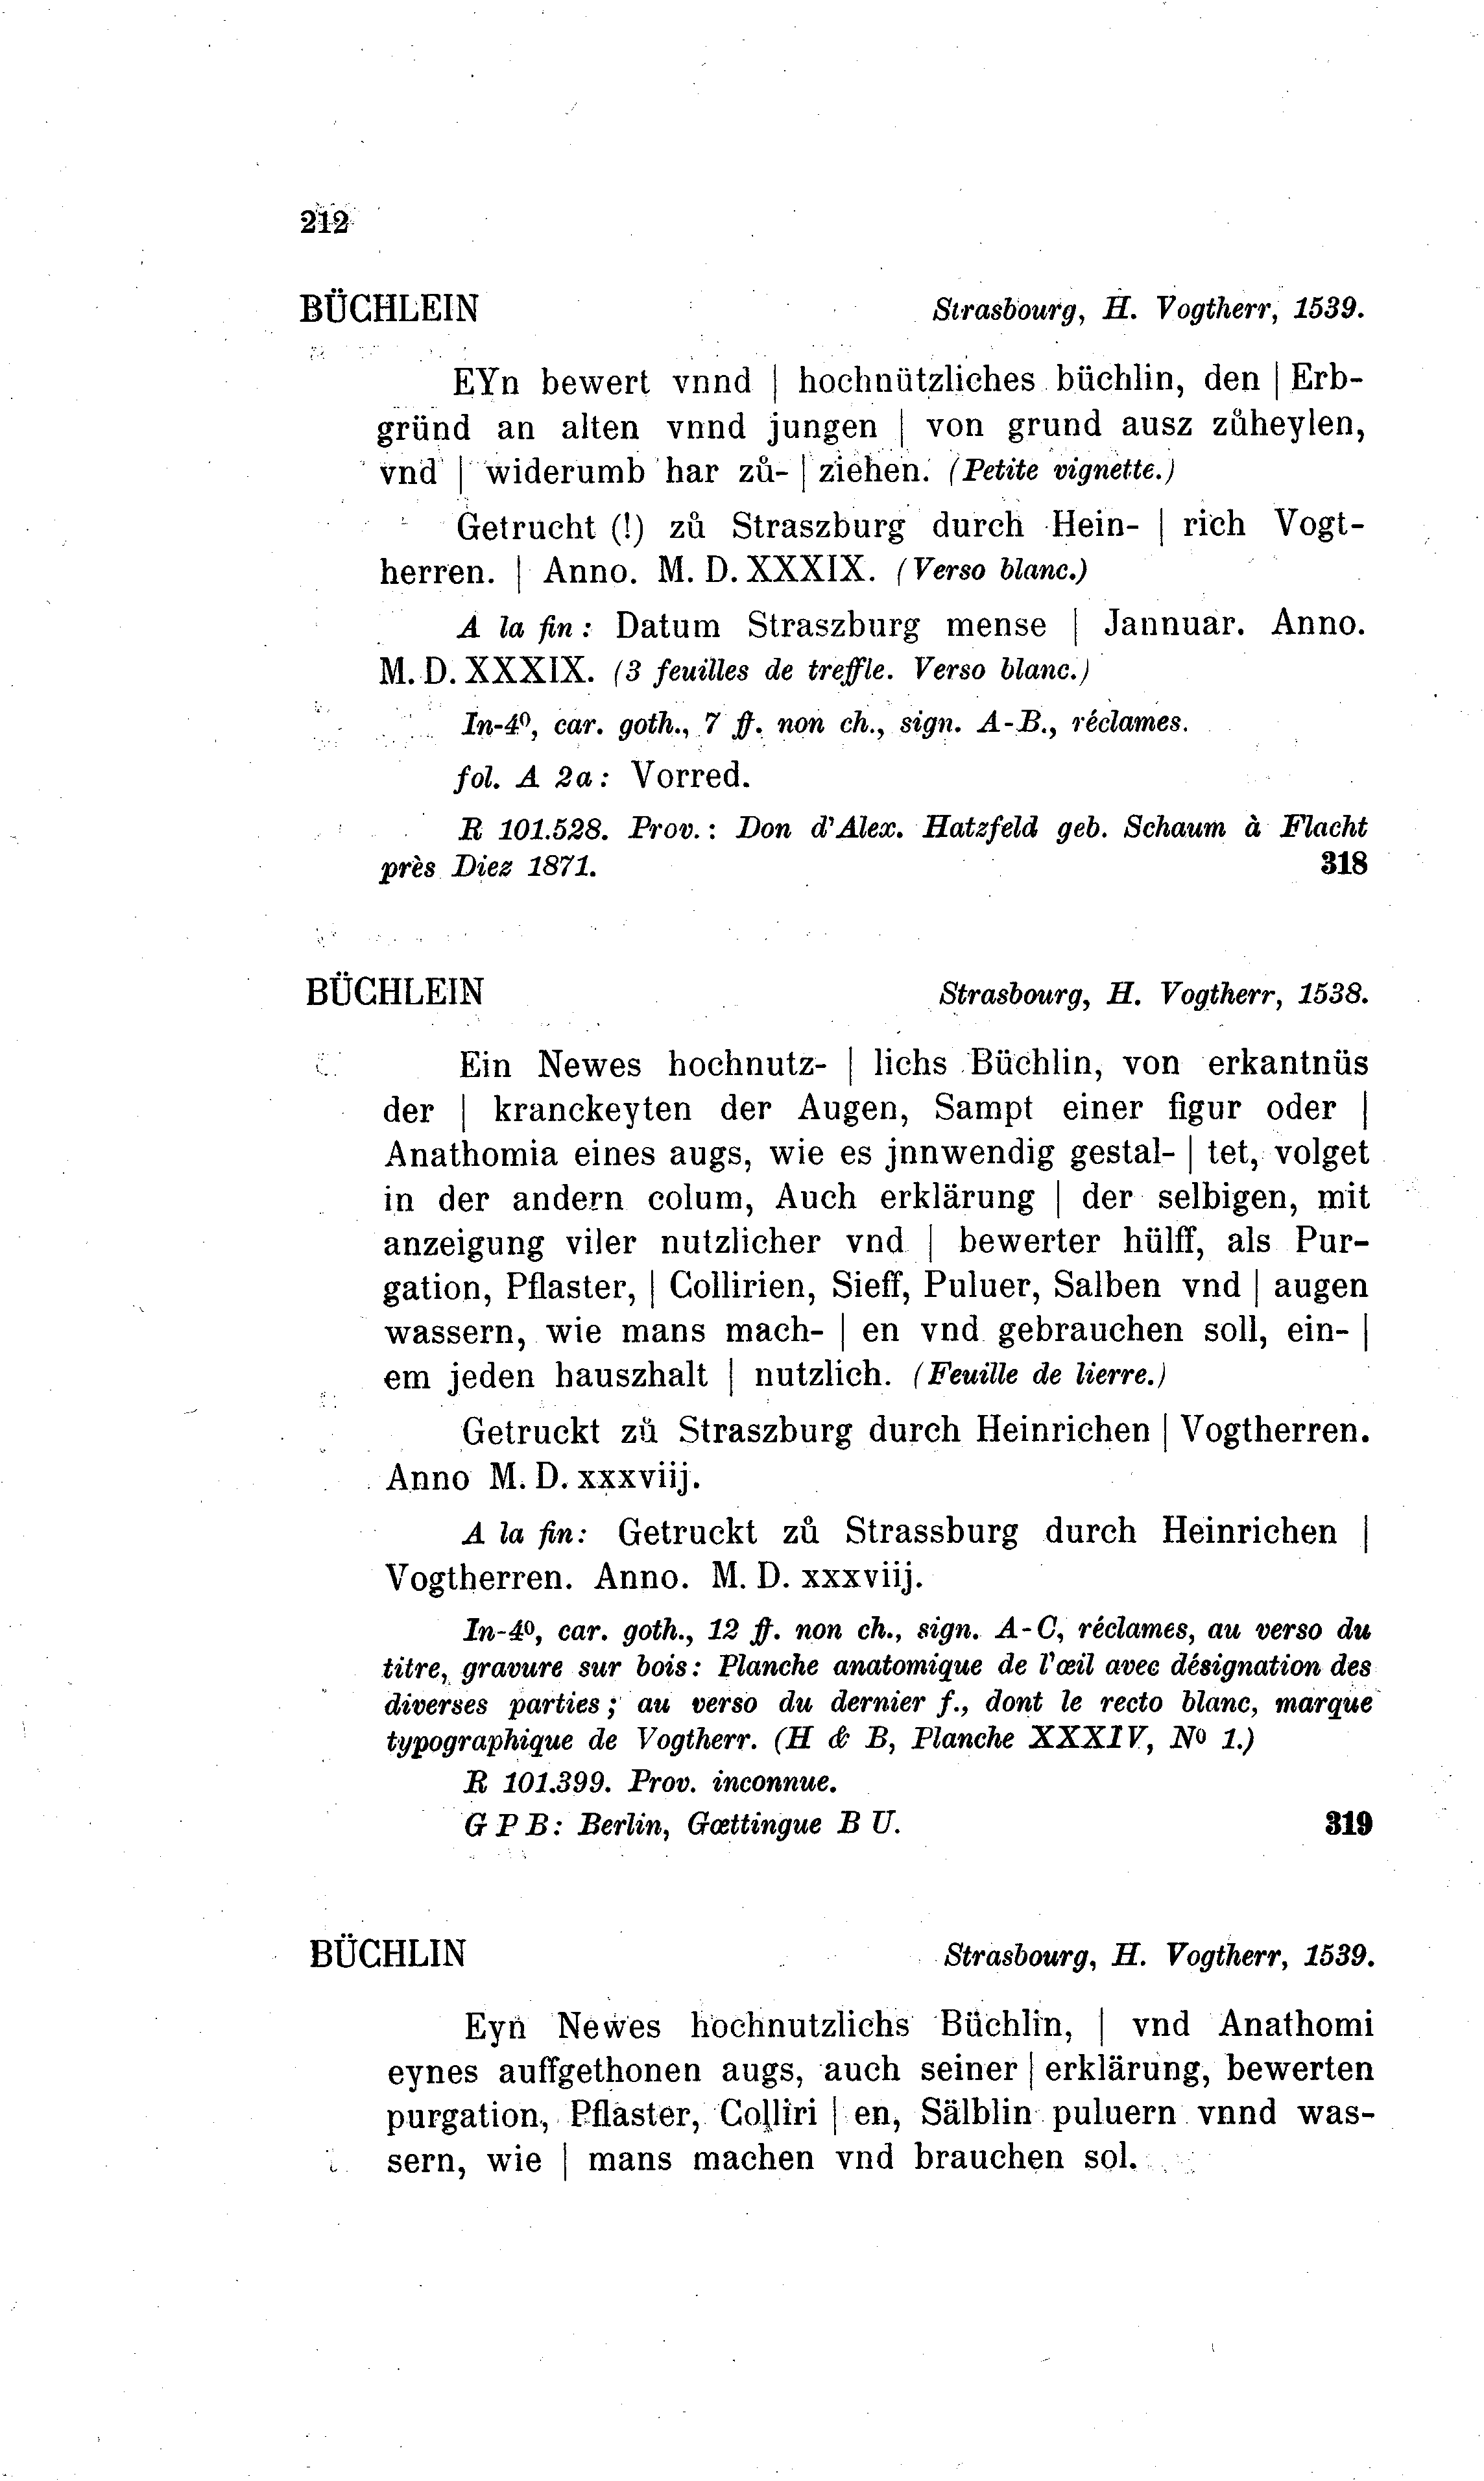 212
BÜCHLEIN Strasbourg, H. Vogtherr, 1539.
EYn bewert vnnd | hochnützliches büchlin, den | Erb-
gründ an alten vnnd jungen | von grund ausz zůheylen,
vnd | widerumb har zů- | ziehen. (Petite vignette.)
Getrucht (!) zů Straszburg durch Hein- | rich Vogt-
herren. | Anno. M. D. XXXIX. (Verso blanc.)
A la fin: Datum Straszburg mense | Jannuar. Anno.
M. D. XXXIX. (3 feuilles de treffle. Verso blanc.)
In-4º, car. goth., 7 ff. non ch., sign. A-B., réclames.
fol. A 2a: Vorred.
R 101.528. Prov.: Don d'Alex. Hatzfeld geb. Schaum à Flacht
près Diez 1871. 318
BÜCHLEIN Strasbourg, H. Vogtherr, 1538.
Ein Newes hochnutz- | lichs Büchlin, von erkantnüs
der | kranckeyten der Augen, Sampt einer figur oder |
Anathomia eines augs, wie es jnnwendig gestal- | tet, volget
in der andern colum, Auch erklärung | der selbigen, mit
anzeigung viler nutzlicher vnd | bewerter hülff, als Pur-
gation, Pflaster, | Collirien, Sieff, Puluer, Salben vnd | augen
wassern, wie mans mach- | en vnd gebrauchen soll, ein- |
em jeden hauszhalt | nutzlich. (Feuille de lierre.)
Getruckt zů Straszburg durch Heinrichen | Vogtherren.
Anno M. D. xxxviij.
A la fin: Getruckt zů Strassburg durch Heinrichen |
Vogtherren. Anno. M. D. xxxviij.
In-4º, car. goth., 12 ff. non ch., sign. A-C, réclames, au verso du
titre, gravure sur bois: Planche anatomique de l'œil avec désignation des
diverses parties; au verso du dernier f., dont le recto blanc, marque
typographique de Vogtherr. (H & B, Planche XXXIV, Nº 1.)
R 101.399. Prov. inconnue.
G P B: Berlin, Gœttingue B U. 319
BÜCHLIN Strasbourg, H. Vogtherr, 1539.
Eyn Newes hochnutzlichs Büchlin, | vnd Anathomi
eynes auffgethonen augs, auch seiner | erklärung, bewerten
purgation, Pflaster, Colliri | en, Sälblin puluern vnnd was-
sern, wie | mans machen vnd brauchen sol.